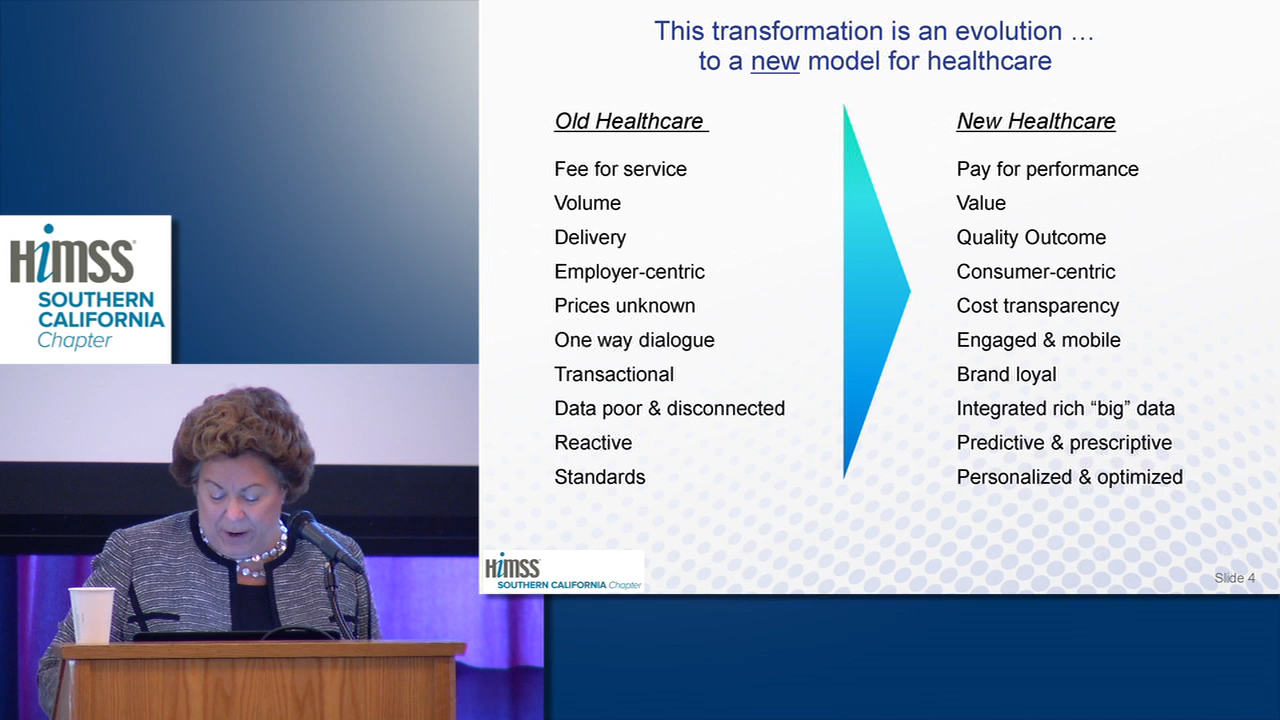 This transformation is an evolution …
to a new model for healthcare
Old Healthcare
Fee for service
Volume
Delivery
Employer-centric
Prices unknown
One way dialogue
Transactional
Data poor & disconnected
Reactive
Standards
New Healthcare
Pay for performance
Value
Quality Outcome
Consumer-centric
Cost transparency
Engaged & mobile
Brand loyal
Integrated rich “big” data
Predictive & prescriptive
Personalized & optimized
HiMSS
SOUTHERN
CALIFORNIA
Chapter
HiMSS
SOUTHERN CALIFORNIA Chapter
Slide 4